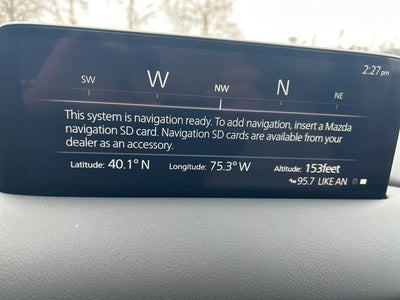 2:27 pm
SW W NW N NE
This system is navigation ready. To add navigation, insert a Mazda
navigation SD card. Navigation SD cards are available from your
dealer as an accessory.
Latitude: 40.1° N Longitude: 75.3° W Altitude: 153feet
95.7 LIKE AN